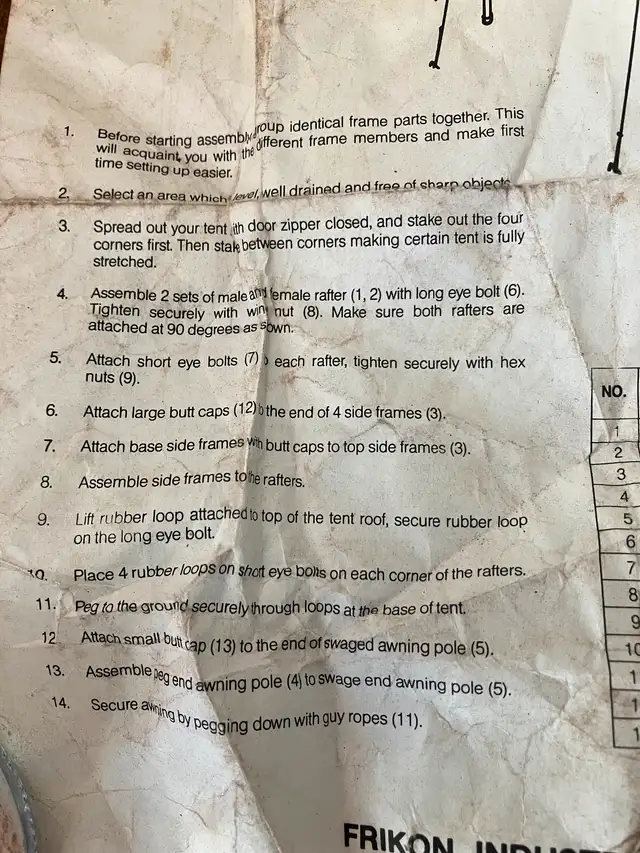 1. Before starting assembly group identical frame parts together. This
will acquaint you with the different frame members and make first
time setting up easier.
2. Select an area which level, well drained and free of sharp objects
3. Spread out your tent ith door zipper closed, and stake out the four
corners first. Then stake between corners making certain tent is fully
stretched.
4. Assemble 2 sets of male and female rafter (1, 2) with long eye bolt (6).
Tighten securely with win nut (8). Make sure both rafters are
attached at 90 degrees as sown.
5. Attach short eye bolts (7) o each rafter, tighten securely with hex
nuts (9).
6. Attach large butt caps (12) the end of 4 side frames (3).
7. Attach base side frames with butt caps to top side frames (3).
8. Assemble side frames to the rafters.
9. Lift rubber loop attached to top of the tent roof, secure rubber loop
on the long eye bolt.
10. Place 4 rubber loops on short eye bolts on each corner of the rafters.
11. Peg to the ground securely through loops at the base of tent.
12 Attach small butt cap (13) to the end of swaged awning pole (5).
13. Assemble peg end awning pole (4) to swage end awning pole (5).
14. Secure awning by pegging down with guy ropes (11).
NO.
1
2
3
4
5
6
7
8
9
10
1
1
1
FRIKON INDUST